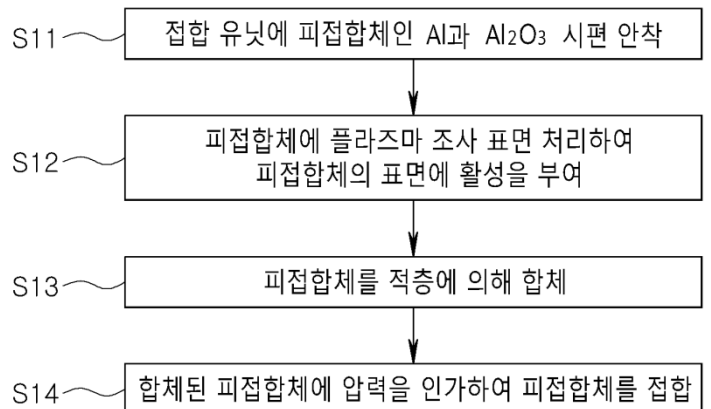 S11 접합 유닛에 피접합체인 Al과 Al2O3 시편 안착
S12
피접합체에 플라즈마 조사 표면 처리하여
피접합체의 표면에 활성을 부여
S13 피접합체를 적층에 의해 합체
S14 합체된 피접합체에 압력을 인가하여 피접합체를 접합